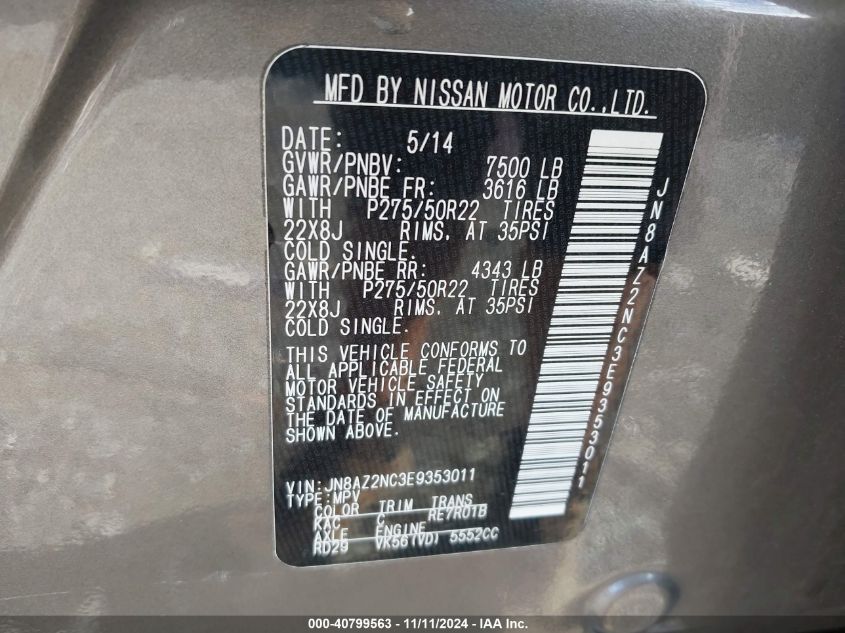 MFD BY NISSAN MOTOR CO.,LTD.
DATE: 5/14
GVWR/PNBV: 7500 LB
GAWR/PNBE FR: 3616 LB
WITH P275/50R22 TIRES
22X8J RIMS, AT 35PSI
COLD SINGLE.
GAWR/PNBE RR: 4343 LB
WITH P275/50R22 TIRES
22X8J RIMS, AT 35PSI
COLD SINGLE.
THIS VEHICLE CONFORMS TO
ALL APPLICABLE FEDERAL
MOTOR VEHICLE SAFETY
STANDARDS IN EFFECT ON
THE DATE OF MANUFACTURE
SHOWN ABOVE.
VIN:JN8AZ2NC3E9353011
TYPE:MPV
COLOR TRIM TRANS
KAC C RE7R01B
AXLE ENGINE
RD29 VK56(VD) 5552CC
JN8AZ2NC3E9353011
000-40799563 - 11/11/2024 - IAA Inc.